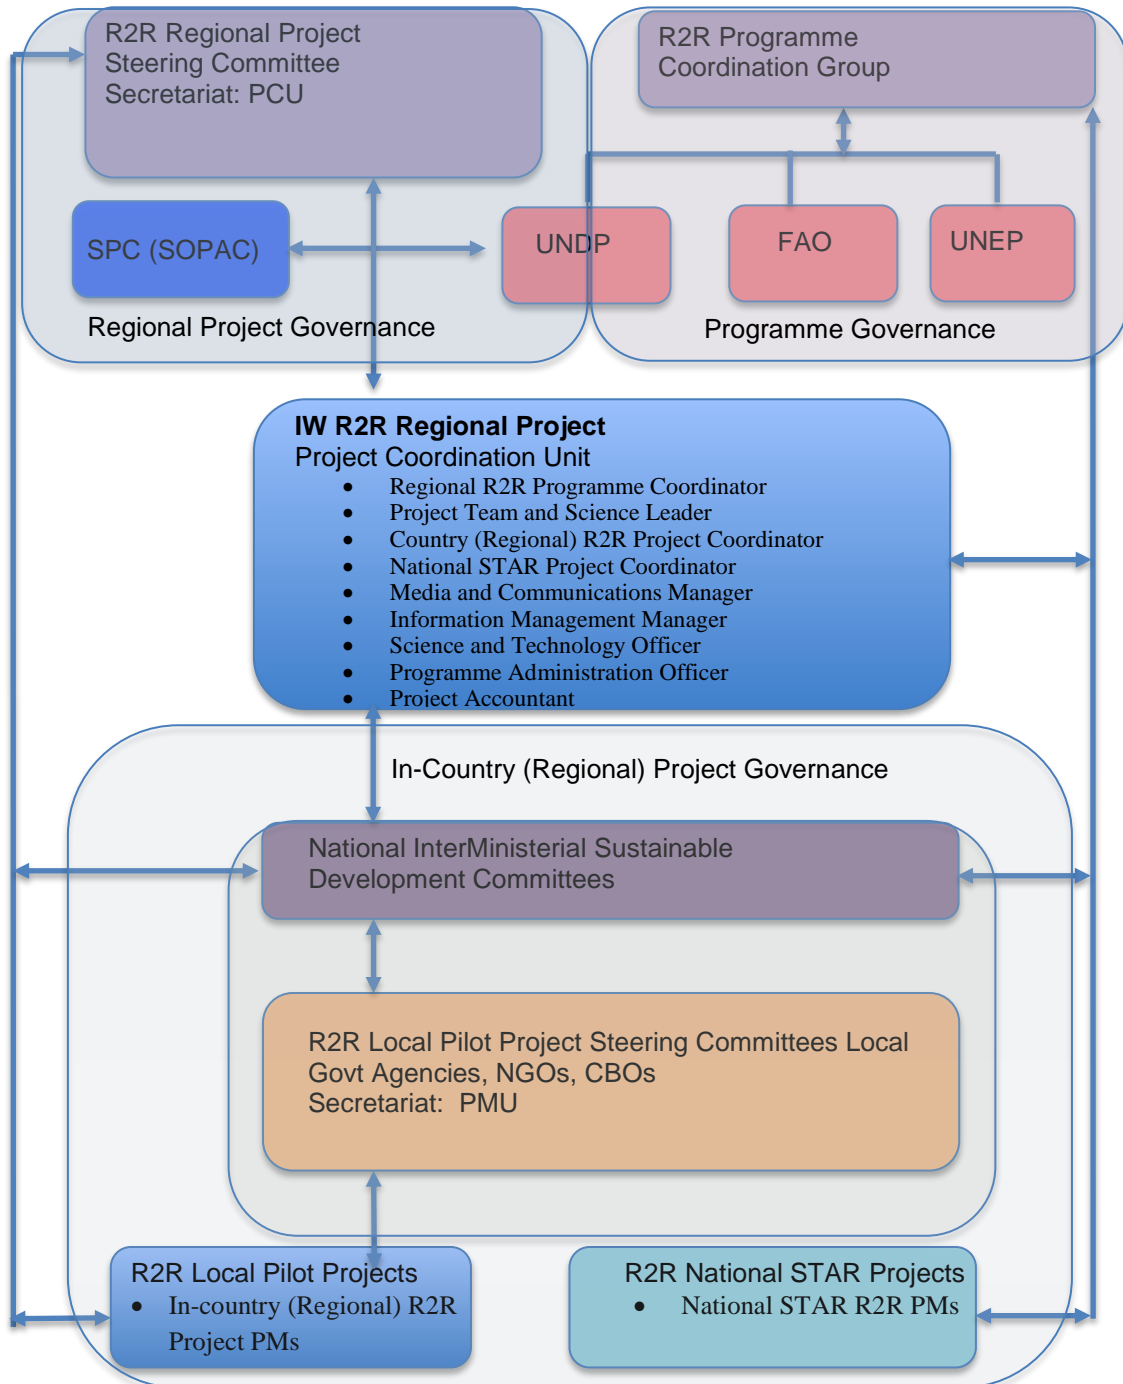 R2R Regional Project
Steering Committee
Secretariat: PCU
R2R Programme
Coordination Group
SPC (SOPAC)
UNDP
FAO
UNEP
Regional Project Governance
Programme Governance
IW R2R Regional Project
Project Coordination Unit
• Regional R2R Programme Coordinator
• Project Team and Science Leader
• Country (Regional) R2R Project Coordinator
• National STAR Project Coordinator
• Media and Communications Manager
• Information Management Manager
• Science and Technology Officer
• Programme Administration Officer
• Project Accountant
In-Country (Regional) Project Governance
National InterMinisterial Sustainable
Development Committees
R2R Local Pilot Project Steering Committees Local
Govt Agencies, NGOs, CBOs
Secretariat: PMU
R2R Local Pilot Projects
• In-country (Regional) R2R
Project PMs
R2R National STAR Projects
• National STAR R2R PMs